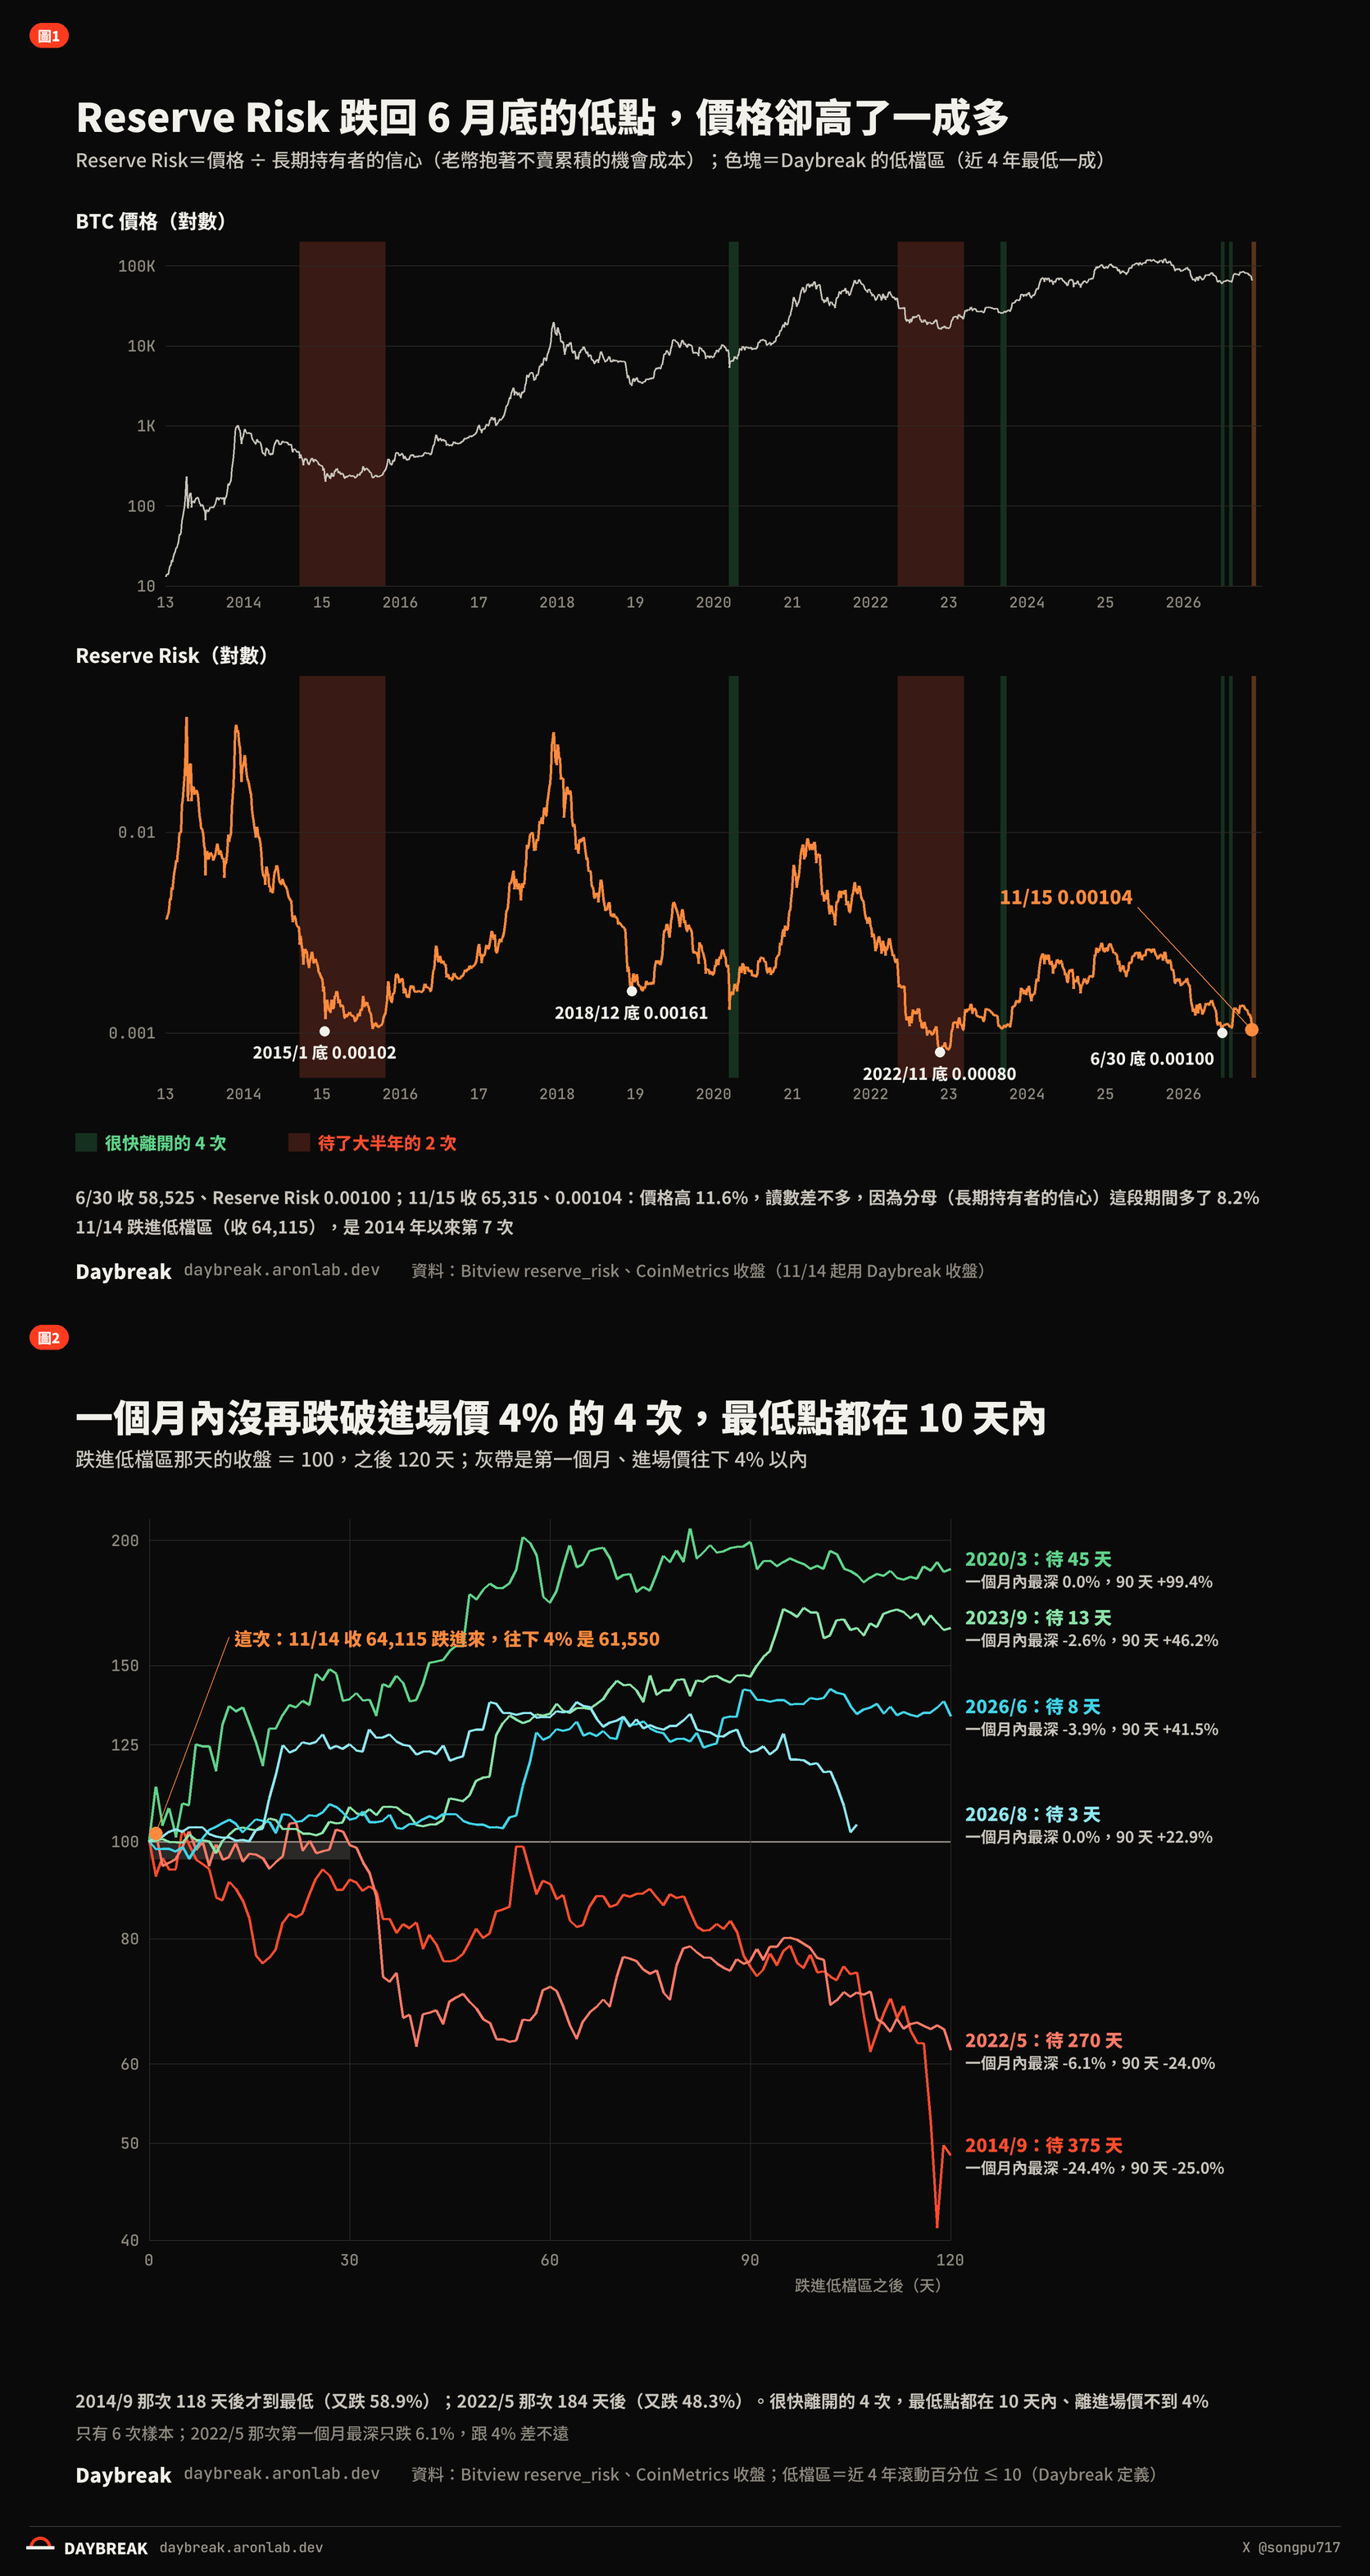 圖1
Reserve Risk 跌回 6 月底的低點，價格卻高了一成多
Reserve Risk＝價格 ÷ 長期持有者的信心（老幣抱著不賣累積的機會成本）；色塊＝Daybreak 的低檔區（近 4 年最低一成）
BTC 價格（對數）
100K
10K
1K
100
10
13 2014 15 2016 17 2018 19 2020 21 2022 23 2024 25 2026
Reserve Risk（對數）
0.01
11/15 0.00104
2018/12 底 0.00161
0.001
2015/1 底 0.00102
6/30 底 0.00100
2022/11 底 0.00080
13 2014 15 2016 17 2018 19 2020 21 2022 23 2024 25 2026
很快離開的 4 次
待了大半年的 2 次
6/30 收 58,525、Reserve Risk 0.00100；11/15 收 65,315、0.00104：價格高 11.6%，讀數差不多，因為分母（長期持有者的信心）這段期間多了 8.2%
11/14 跌進低檔區（收 64,115），是 2014 年以來第 7 次
Daybreak daybreak.aronlab.dev 資料：Bitview reserve_risk、CoinMetrics 收盤（11/14 起用 Daybreak 收盤）
圖2
一個月內沒再跌破進場價 4% 的 4 次，最低點都在 10 天內
跌進低檔區那天的收盤 ＝ 100，之後 120 天；灰帶是第一個月、進場價往下 4% 以內
200
2020/3：待 45 天
一個月內最深 0.0%，90 天 +99.4%
2023/9：待 13 天
一個月內最深 -2.6%，90 天 +46.2%
這次：11/14 收 64,115 跌進來，往下 4% 是 61,550
150
2026/6：待 8 天
一個月內最深 -3.9%，90 天 +41.5%
125
2026/8：待 3 天
一個月內最深 0.0%，90 天 +22.9%
100
80
2022/5：待 270 天
一個月內最深 -6.1%，90 天 -24.0%
60
2014/9：待 375 天
一個月內最深 -24.4%，90 天 -25.0%
50
40
0 30 60 90 120
跌進低檔區之後（天）
2014/9 那次 118 天後才到最低（又跌 58.9%）；2022/5 那次 184 天後（又跌 48.3%）。很快離開的 4 次，最低點都在 10 天內、離進場價不到 4%
只有 6 次樣本；2022/5 那次第一個月最深只跌 6.1%，跟 4% 差不遠
Daybreak daybreak.aronlab.dev 資料：Bitview reserve_risk、CoinMetrics 收盤；低檔區＝近 4 年滾動百分位 ≤ 10（Daybreak 定義）
DAYBREAK daybreak.aronlab.dev X @songpu717